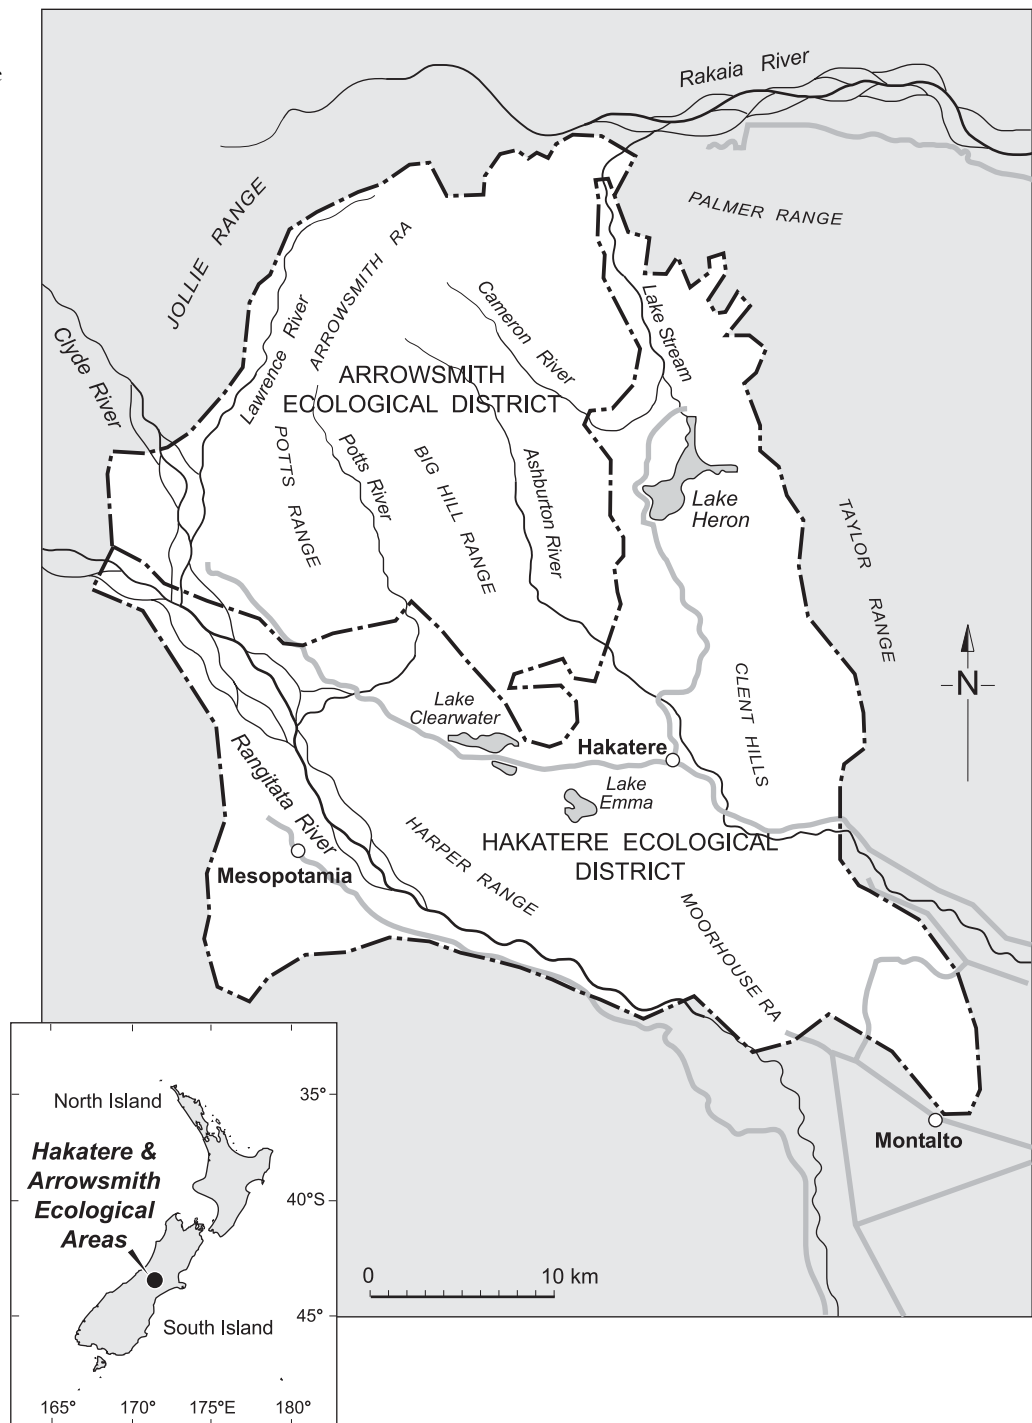 Rakaia River
PALMER RANGE
JOLLIE RANGE
ARROWSMITH RA
Lawrence River
Cameron River
Lake Stream
Clyde River
ARROWSMITH
ECOLOGICAL DISTRICT
POTTS RANGE
Potts River
BIG HILL RANGE
Ashburton River
Lake
Heron
TAYLOR RANGE
CLENT HILLS
N
Lake
Clearwater
Hakatere
Lake
Emma
Rangitata River
HARPER RANGE
HAKATERE ECOLOGICAL
DISTRICT
Mesopotamia
MOORHOUSE RA
Montalto
0 10 km
North Island
35°
Hakatere &
Arrowsmith
Ecological
Areas
40°S
South Island
45°
165° 170° 175°E 180°